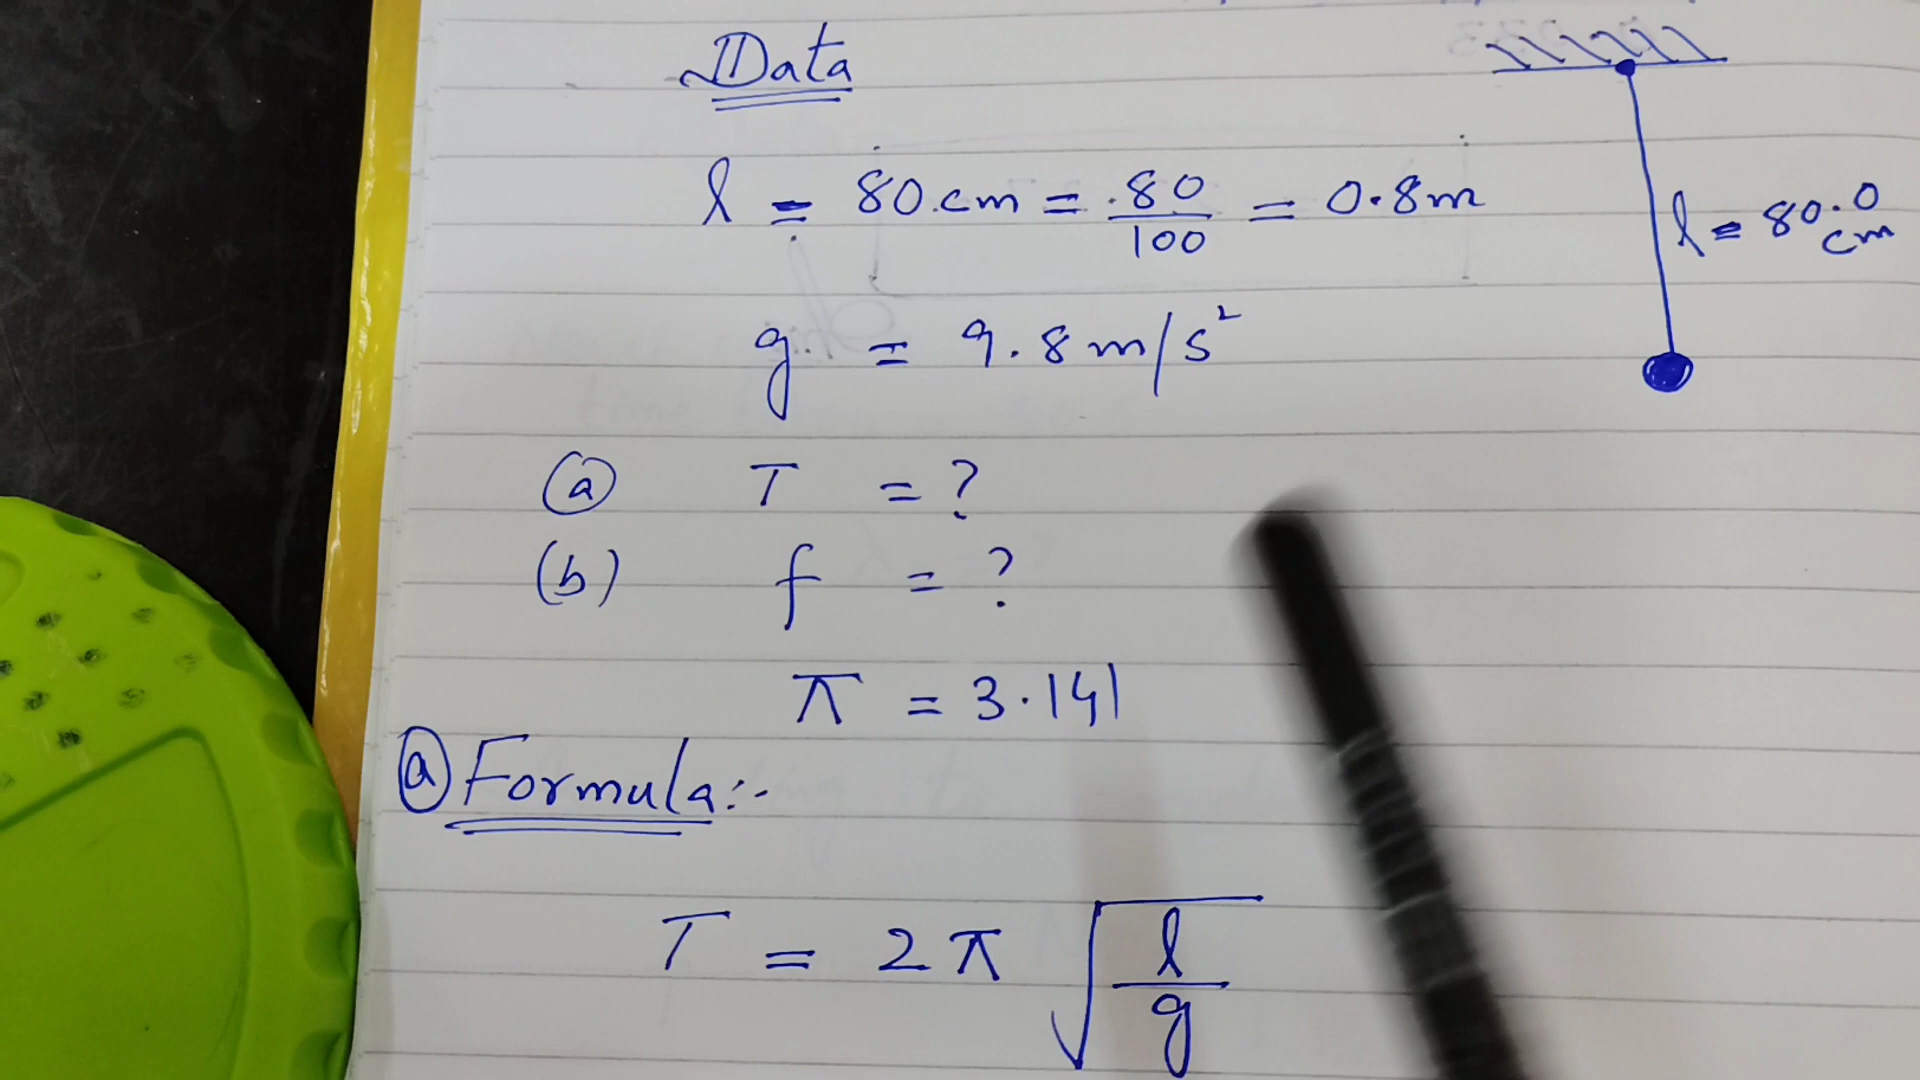 Data
l = 80 cm = 80/100 = 0.8m
l = 80.0 cm
g = 9.8 m/s²
(a) T = ?
(b) f = ?
π = 3.141
(a) Formula:-
T = 2π √(l/g)